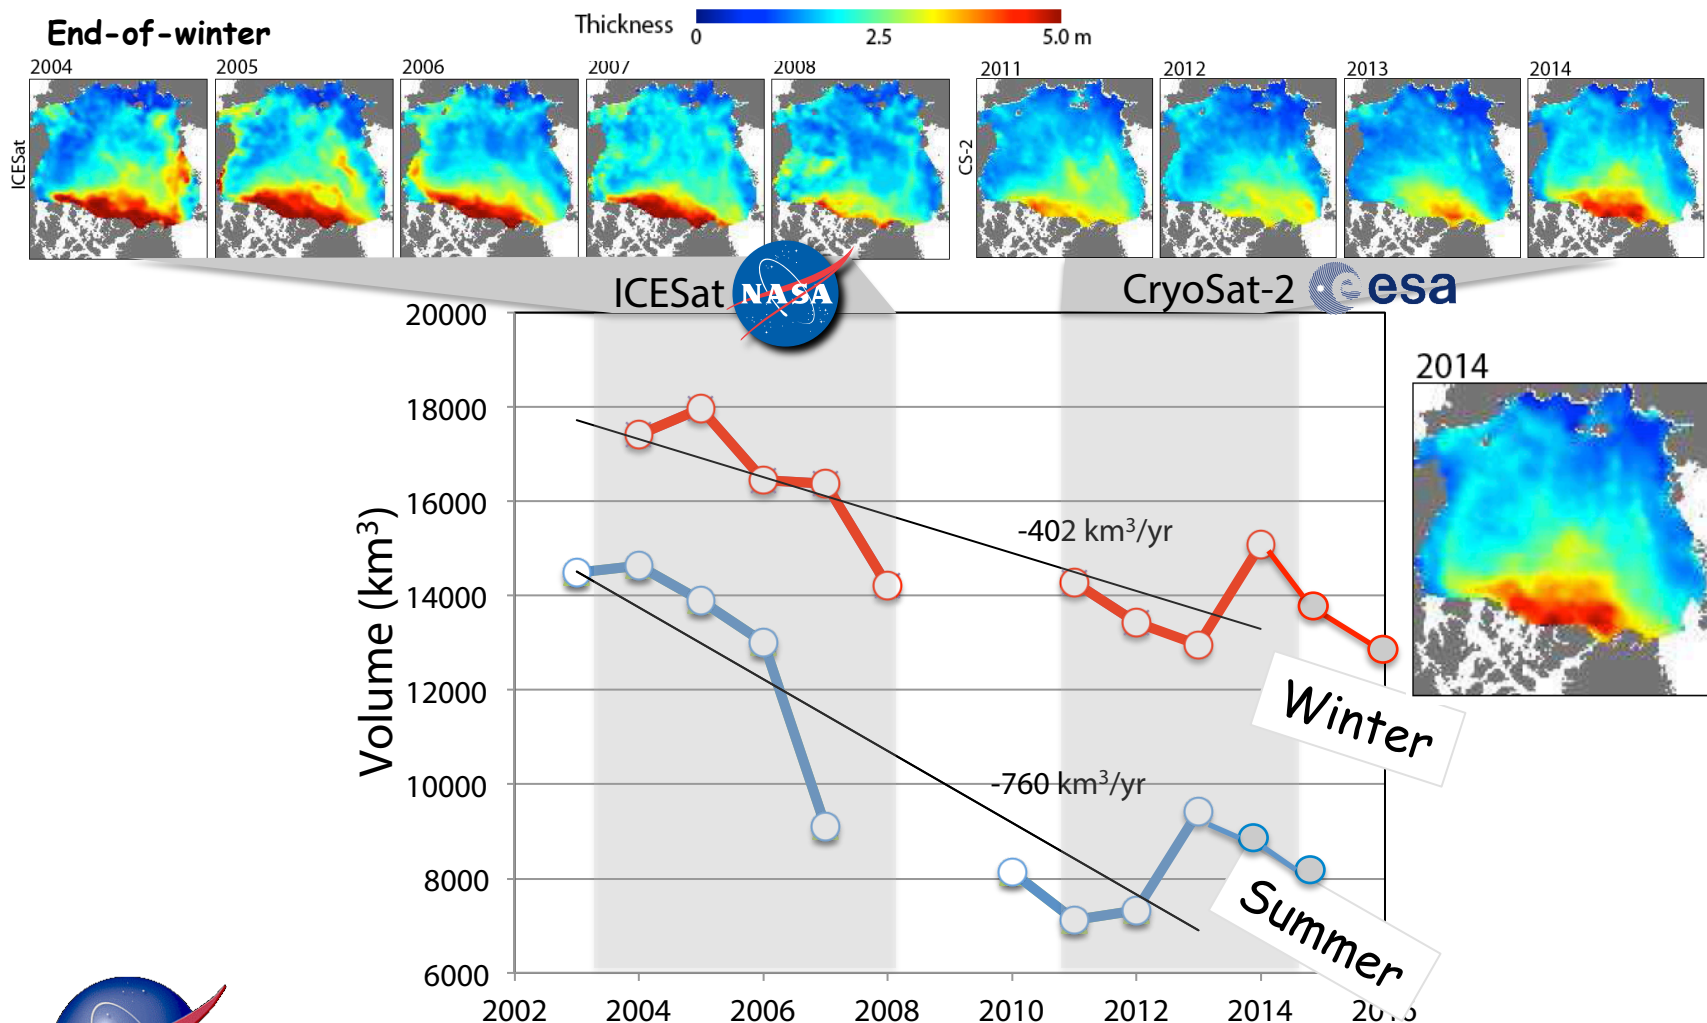 End-of-winter
Thickness
0
2.5
5.0 m
2004
2005
2006
2007
2008
2011
2012
2013
2014
ICESat
CS-2
ICESat
NASA
CryoSat-2
esa
20000
18000
16000
14000
12000
10000
8000
6000
Volume (km³)
-402 km³/yr
-760 km³/yr
2014
Winter
Summer
2002
2004
2006
2008
2010
2012
2014
2016